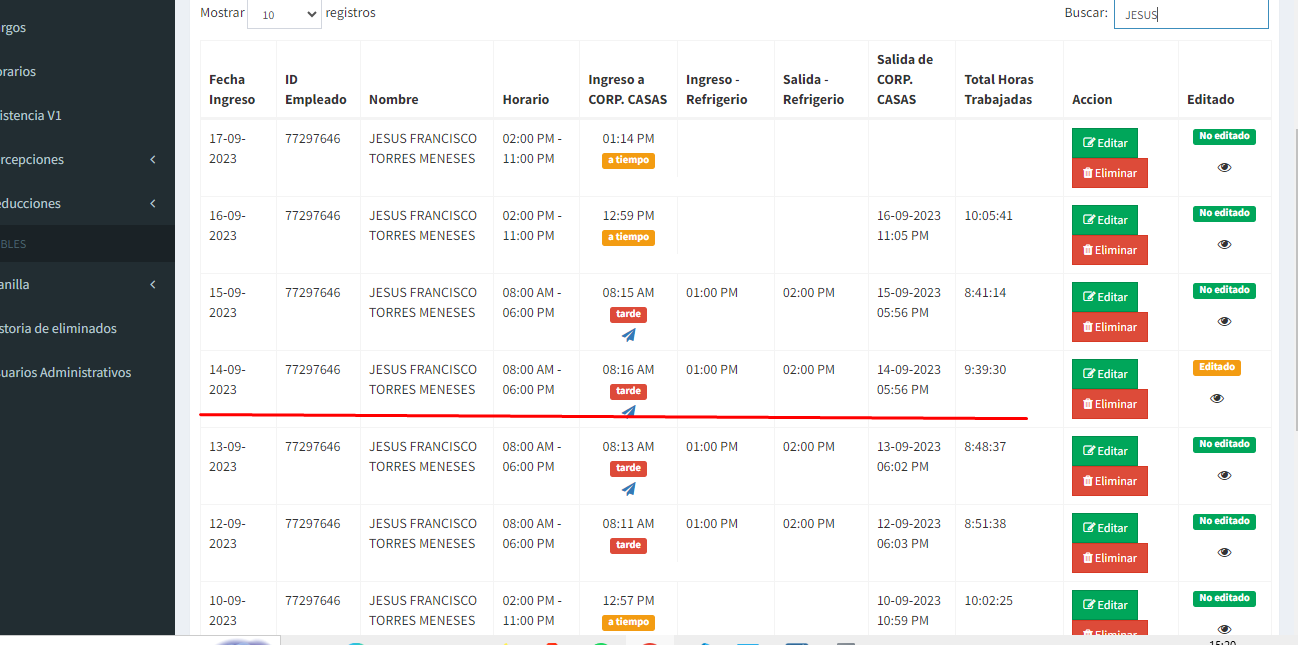 rgos
orarios
istencia V1
ercepciones
educciones
BLES
anilla
storia de eliminados
suarios Administrativos
Mostrar 10 registros
Buscar: JESUS
Fecha Ingreso
ID Empleado
Nombre
Horario
Ingreso a CORP. CASAS
Ingreso - Refrigerio
Salida - Refrigerio
Salida de CORP. CASAS
Total Horas Trabajadas
Accion
Editado
17-09- 77297646 JESUS FRANCISCO 02:00 PM - 01:14 PM Editar No editado
2023 TORRES MENESES 11:00 PM a tiempo Eliminar
16-09- 77297646 JESUS FRANCISCO 02:00 PM - 12:59 PM 16-09-2023 10:05:41 Editar No editado
2023 TORRES MENESES 11:00 PM a tiempo 11:05 PM Eliminar
15-09- 77297646 JESUS FRANCISCO 08:00 AM - 08:15 AM 01:00 PM 02:00 PM 15-09-2023 8:41:14 Editar No editado
2023 TORRES MENESES 06:00 PM tarde 05:56 PM Eliminar
14-09- 77297646 JESUS FRANCISCO 08:00 AM - 08:16 AM 01:00 PM 02:00 PM 14-09-2023 9:39:30 Editar Editado
2023 TORRES MENESES 06:00 PM tarde 05:56 PM Eliminar
13-09- 77297646 JESUS FRANCISCO 08:00 AM - 08:13 AM 01:00 PM 02:00 PM 13-09-2023 8:48:37 Editar No editado
2023 TORRES MENESES 06:00 PM tarde 06:02 PM Eliminar
12-09- 77297646 JESUS FRANCISCO 08:00 AM - 08:11 AM 01:00 PM 02:00 PM 12-09-2023 8:51:38 Editar No editado
2023 TORRES MENESES 06:00 PM tarde 06:03 PM Eliminar
10-09- 77297646 JESUS FRANCISCO 02:00 PM - 12:57 PM 10-09-2023 10:02:25 Editar No editado
2023 TORRES MENESES 11:00 PM a tiempo 10:59 PM Eliminar